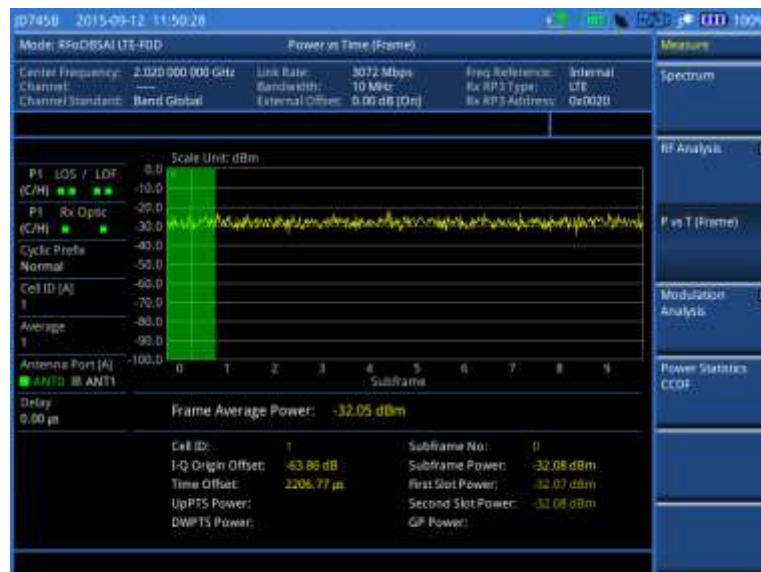 JD745B 2015-09-12 11:50:28
100%
Mode: RFoOBSAI LTE-FDD Power vs Time (Frame) Measure
Center Frequency: 2.020 000 000 GHz Link Rate: 3072 Mbps Freq Reference: Internal
Channel: ---- Bandwidth: 10 MHz Rx RP3 Type: LTE
Channel Standard: Band Global External Offset: 0.00 dB [On] Rx RP3 Address: 0x0020
Spectrum
RF Analysis
P vs T (Frame)
Modulation
Analysis
Power Statistics
CCDF
Scale Unit: dBm
P1 LOS / LOF
(C/H)
P1 Rx Optic
(C/H)
Cyclic Prefix
Normal
Cell ID [A]
1
Average
1
Antenna Port [A]
ANT0 ANT1
Delay
0.00 µs
0.0
-10.0
-20.0
-30.0
-40.0
-50.0
-60.0
-70.0
-80.0
-90.0
-100.0
0 1 2 3 4 5 6 7 8 9
Subframe
Frame Average Power: -32.05 dBm
Cell ID: 1 Subframe No: 0
I-Q Origin Offset: -63.86 dB Subframe Power: -32.08 dBm
Time Offset: 2206.77 µs First Slot Power: -32.07 dBm
UpPTS Power: Second Slot Power: -32.08 dBm
DWPTS Power: GP Power: